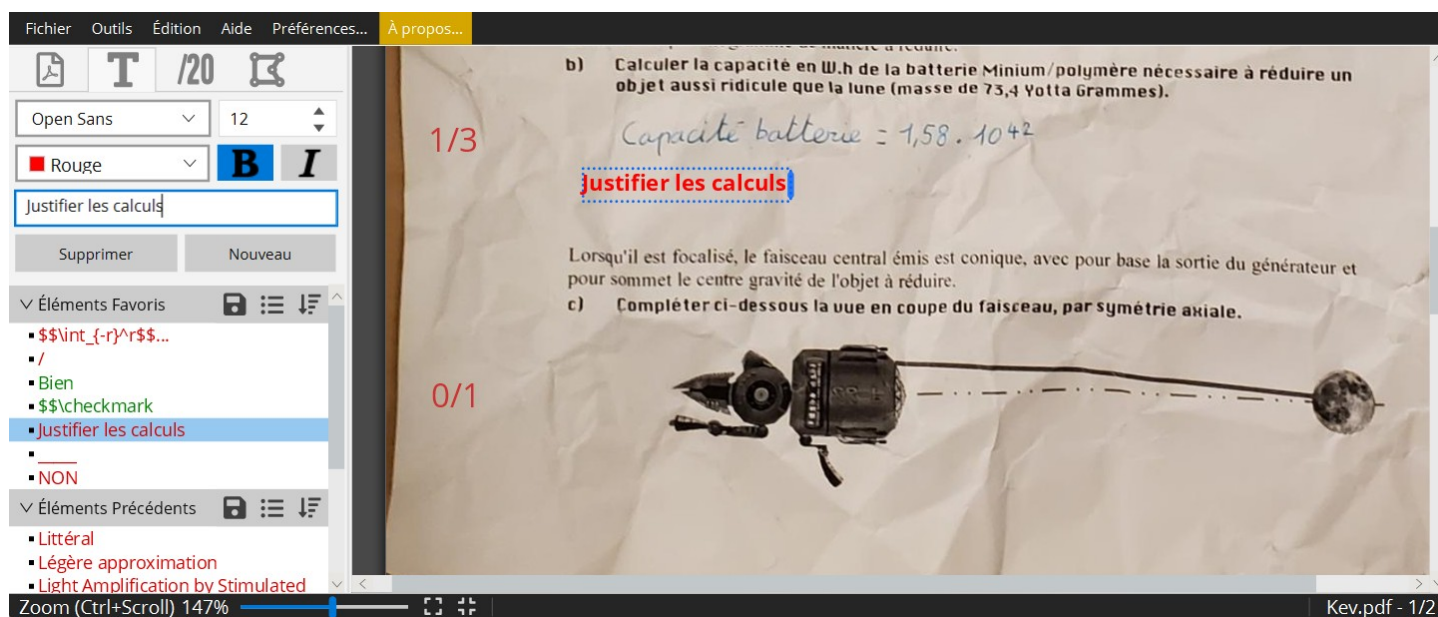 Fichier Outils Édition Aide Préférences... À propos...
/20
Open Sans 12
Rouge B I
Justifier les calculs
Supprimer Nouveau
Éléments Favoris
$$\int_{-r}^r$$...
/
Bien
$$\checkmark
Justifier les calculs
_____
NON
Éléments Précédents
Littéral
Légère approximation
Light Amplification by Stimulated
Zoom (Ctrl+Scroll) 147%
de manière à réduire.
b) Calculer la capacité en W.h de la batterie Minium/polymère nécessaire à réduire un
objet aussi ridicule que la lune (masse de 73,4 Yotta Grammes).
1/3
Capacité batterie = 1,58 . 10^42
Justifier les calculs
Lorsqu'il est focalisé, le faisceau central émis est conique, avec pour base la sortie du générateur et
pour sommet le centre gravité de l'objet à réduire.
c) Compléter ci-dessous la vue en coupe du faisceau, par symétrie axiale.
0/1
Kev.pdf - 1/2